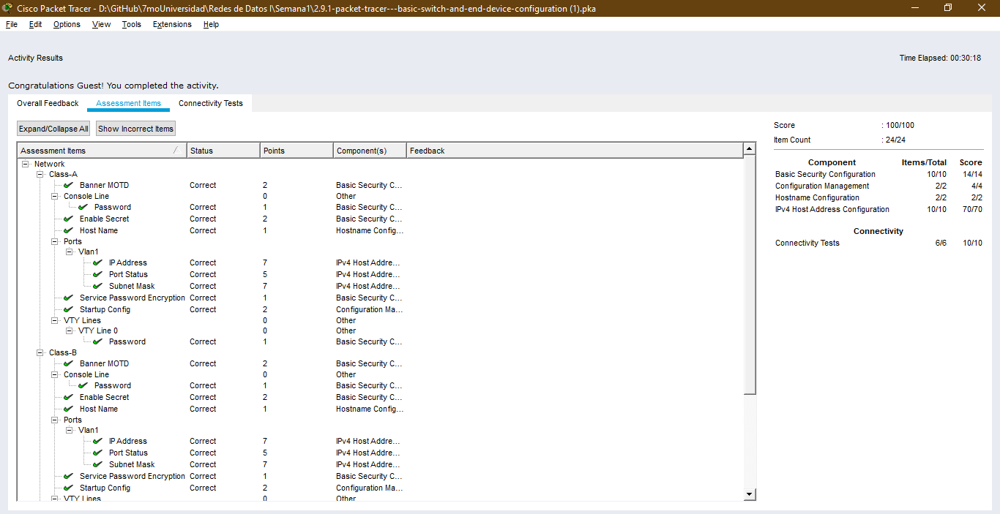 Cisco Packet Tracer - D:\GitHub\7moUniversidad\Redes de Datos I\Semana1\2.9.1-packet-tracer---basic-switch-and-end-device-configuration (1).pka
File Edit Options View Tools Extensions Help
Activity Results
Time Elapsed: 00:30:18
Congratulations Guest! You completed the activity.
Overall Feedback Assessment Items Connectivity Tests
Expand/Collapse All Show Incorrect Items
Assessment Items Status Points Component(s) Feedback
Network
Class-A
Banner MOTD Correct 2 Basic Security C...
Console Line 0 Other
Password Correct 1 Basic Security C...
Enable Secret Correct 2 Basic Security C...
Host Name Correct 1 Hostname Config...
Ports
Vlan1
IP Address Correct 7 IPv4 Host Addre...
Port Status Correct 5 IPv4 Host Addre...
Subnet Mask Correct 7 IPv4 Host Addre...
Service Password Encryption Correct 1 Basic Security C...
Startup Config Correct 2 Configuration Ma...
VTY Lines 0 Other
VTY Line 0 0 Other
Password Correct 1 Basic Security C...
Class-B
Banner MOTD Correct 2 Basic Security C...
Console Line 0 Other
Password Correct 1 Basic Security C...
Enable Secret Correct 2 Basic Security C...
Host Name Correct 1 Hostname Config...
Ports
Vlan1
IP Address Correct 7 IPv4 Host Addre...
Port Status Correct 5 IPv4 Host Addre...
Subnet Mask Correct 7 IPv4 Host Addre...
Service Password Encryption Correct 1 Basic Security C...
Startup Config Correct 2 Configuration Ma...
VTY Lines 0 Other
Score : 100/100
Item Count : 24/24
Component Items/Total Score
Basic Security Configuration 10/10 14/14
Configuration Management 2/2 4/4
Hostname Configuration 2/2 2/2
IPv4 Host Address Configuration 10/10 70/70
Connectivity
Connectivity Tests 6/6 10/10